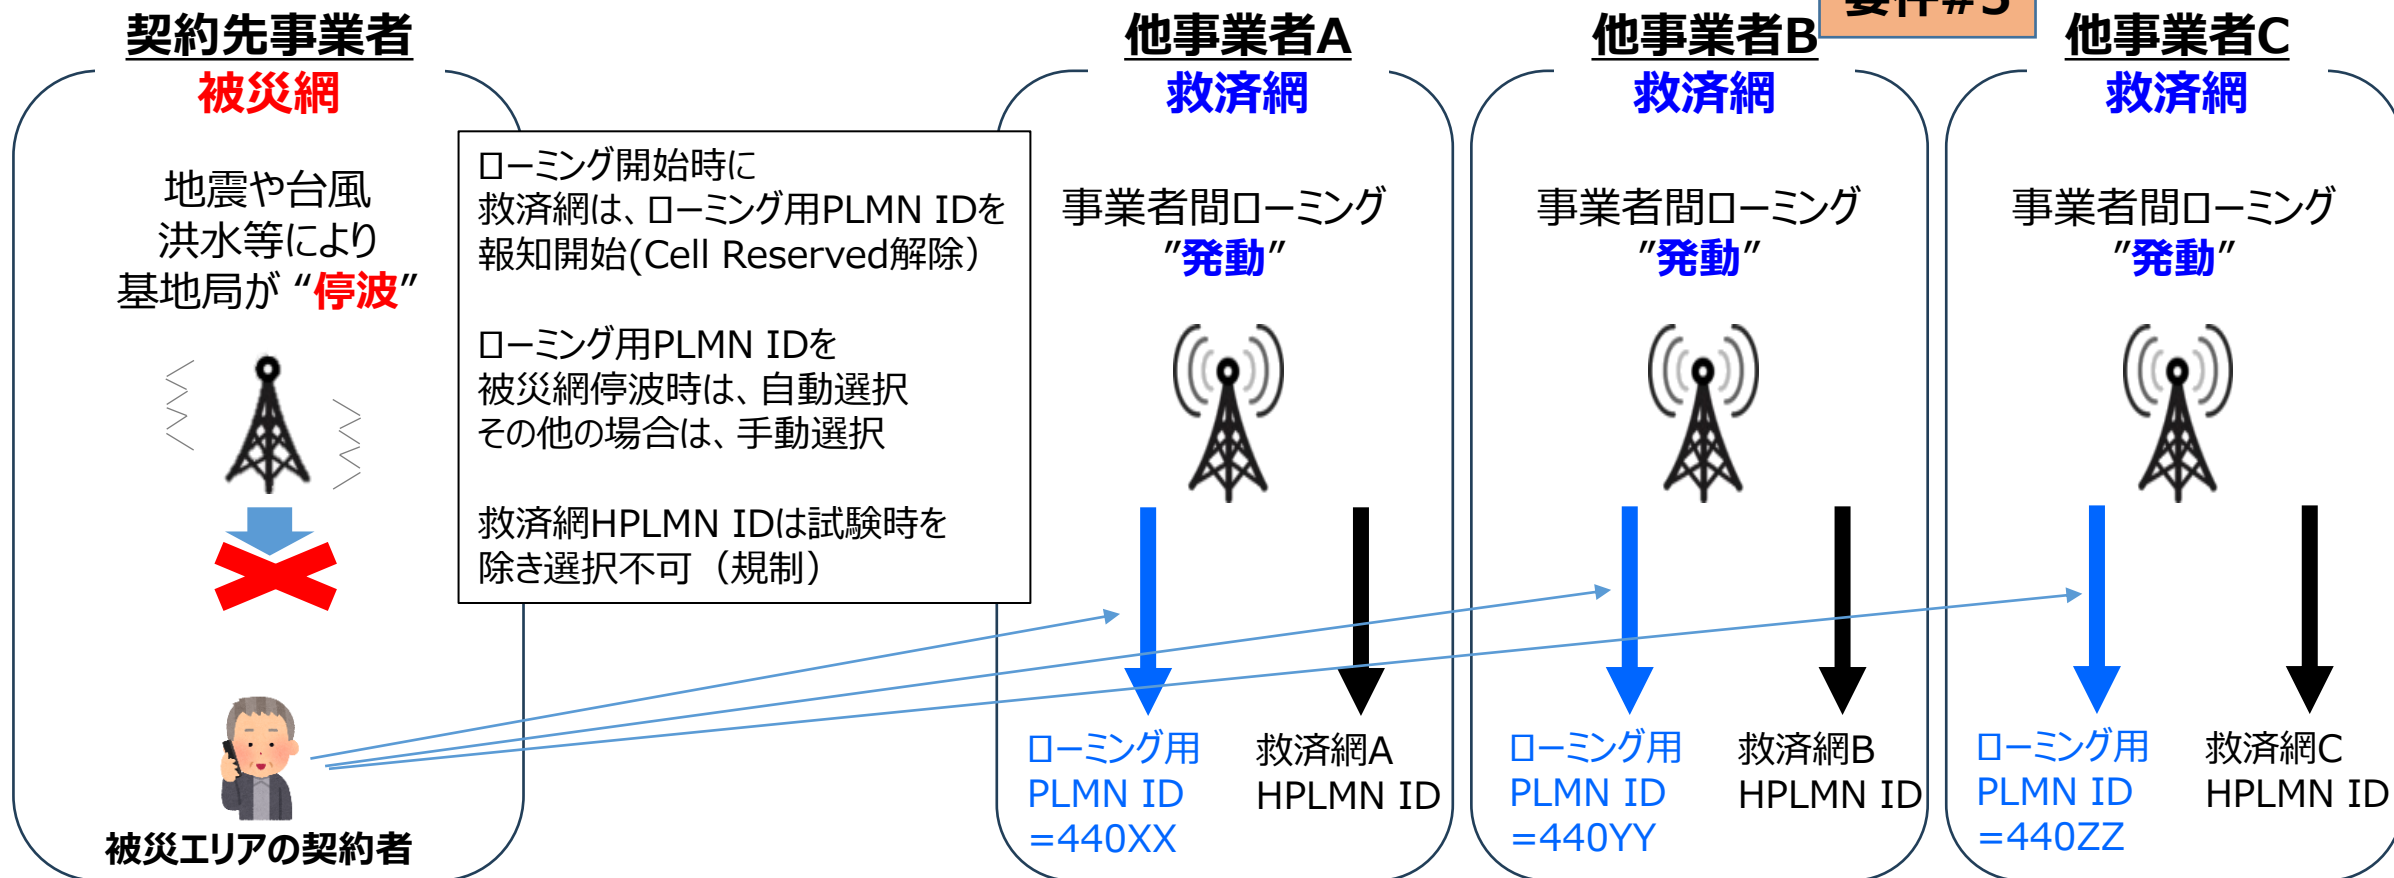 契約先事業者
被災網
地震や台風
洪水等により
基地局が “停波”
被災エリアの契約者
ローミング開始時に
救済網は、ローミング用PLMN IDを
報知開始(Cell Reserved解除）
ローミング用PLMN IDを
被災網停波時は、自動選択
その他の場合は、手動選択
救済網HPLMN IDは試験時を
除き選択不可（規制）
他事業者A
救済網
事業者間ローミング
”発動”
ローミング用
PLMN ID
=440XX
救済網A
HPLMN ID
他事業者B
救済網
事業者間ローミング
”発動”
ローミング用
PLMN ID
=440YY
救済網B
HPLMN ID
他事業者C
救済網
事業者間ローミング
”発動”
ローミング用
PLMN ID
=440ZZ
救済網C
HPLMN ID